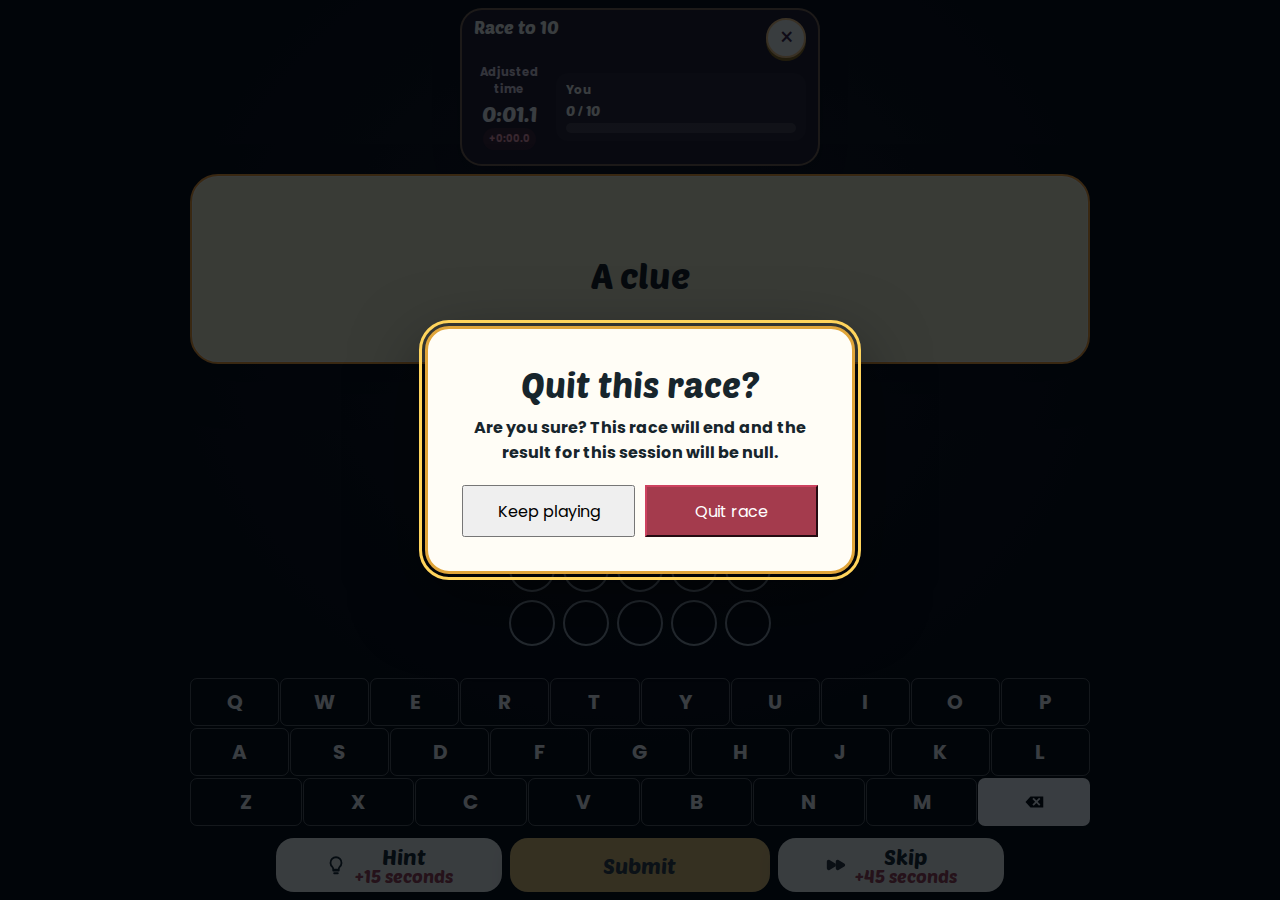 Race to 10
×
Adjusted
time
0:01.1
+0:00.0
You
0 / 10
A clue
Quit this race?
Are you sure? This race will end and the
result for this session will be null.
Keep playing
Quit race
Q W E R T Y U I O P
A S D F G H J K L
Z X C V B N M
Hint
+15 seconds
Submit
Skip
+45 seconds